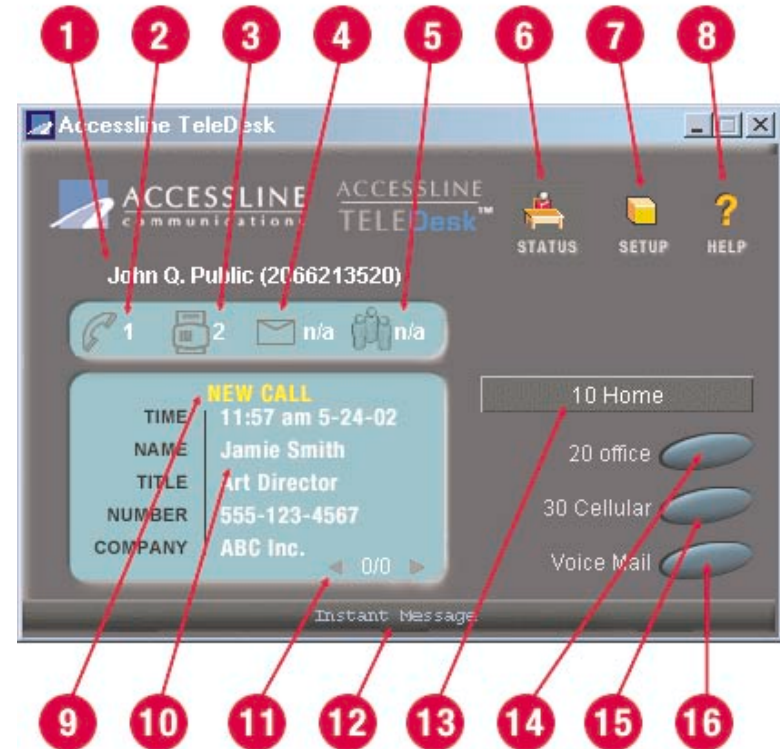 1 2 3 4 5 6 7 8
Accessline TeleDesk
ACCESSLINE
communications
ACCESSLINE
TELEDesk™
STATUS SETUP HELP
John Q. Public (2066213520)
1 2 n/a n/a
NEW CALL
TIME 11:57 am 5-24-02
NAME Jamie Smith
TITLE Art Director
NUMBER 555-123-4567
COMPANY ABC Inc.
0/0
10 Home
20 office
30 Cellular
Voice Mail
Instant Message
9 10 11 12 13 14 15 16